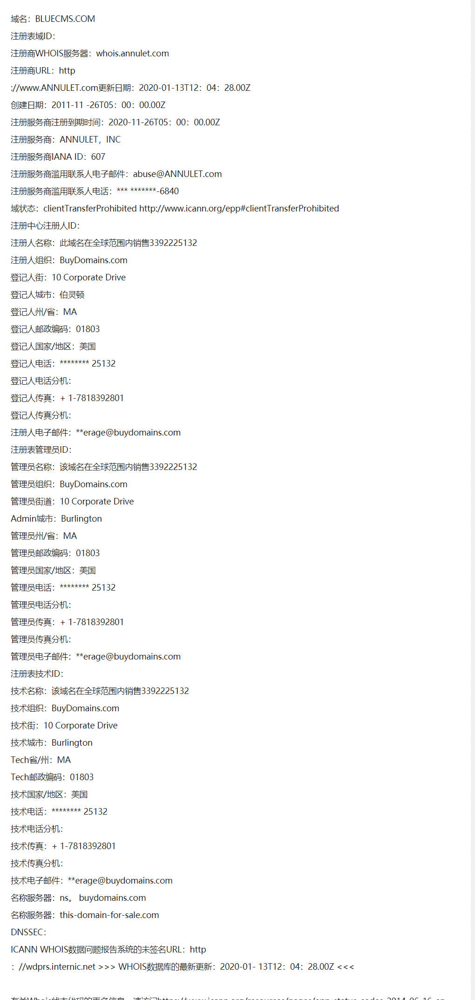 域名：BLUECMS.COM
注册表域ID：
注册商WHOIS服务器：whois.annulet.com
注册商URL：http
://www.ANNULET.com更新日期：2020-01-13T12：04：28.00Z
创建日期：2011-11 -26T05：00：00.00Z
注册服务商注册到期时间：2020-11-26T05：00：00.00Z
注册服务商：ANNULET，INC
注册服务商IANA ID：607
注册服务商滥用联系人电子邮件：abuse@ANNULET.com
注册服务商滥用联系人电话：*** *******-6840
域状态：clientTransferProhibited http://www.icann.org/epp#clientTransferProhibited
注册中心注册人ID：
注册人名称：此域名在全球范围内销售3392225132
注册人组织：BuyDomains.com
登记人街：10 Corporate Drive
登记人城市：伯灵顿
登记人州/省：MA
登记人邮政编码：01803
登记人国家/地区：美国
登记人电话：******** 25132
登记人电话分机：
登记人传真：+ 1-7818392801
登记人传真分机：
注册人电子邮件：**erage@buydomains.com
注册表管理员ID：
管理员名称：该域名在全球范围内销售3392225132
管理员组织：BuyDomains.com
管理员街道：10 Corporate Drive
Admin城市：Burlington
管理员州/省：MA
管理员邮政编码：01803
管理员国家/地区：美国
管理员电话：******** 25132
管理员电话分机：
管理员传真：+ 1-7818392801
管理员传真分机：
管理员电子邮件：**erage@buydomains.com
注册表技术ID：
技术名称：该域名在全球范围内销售3392225132
技术组织：BuyDomains.com
技术街：10 Corporate Drive
技术城市：Burlington
Tech省/州：MA
Tech邮政编码：01803
技术国家/地区：美国
技术电话：******** 25132
技术电话分机：
技术传真：+ 1-7818392801
技术传真分机：
技术电子邮件：**erage@buydomains.com
名称服务器：ns。 buydomains.com
名称服务器：this-domain-for-sale.com
DNSSEC：
ICANN WHOIS数据问题报告系统的未签名URL：http
：//wdprs.internic.net >>> WHOIS数据库的最新更新：2020-01- 13T12：04：28.00Z <<<